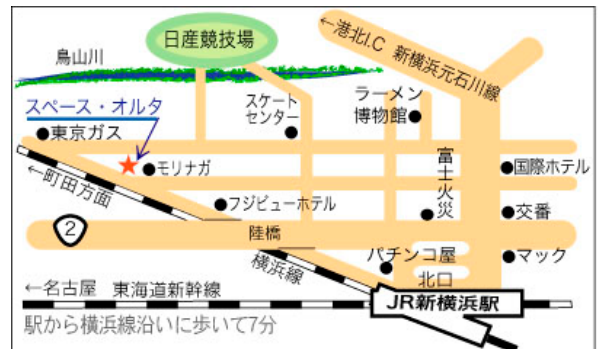 日産競技場
←港北I.C 新横浜元石川線
鳥山川
スペース・オルタ
スケート
センター
ラーメン
博物館
東京ガス
モリナガ
富士火災
国際ホテル
←町田方面
フジビューホテル
交番
2
陸橋
横浜線
パチンコ屋
マック
北口
←名古屋 東海道新幹線
JR新横浜駅
駅から横浜線沿いに歩いて7分